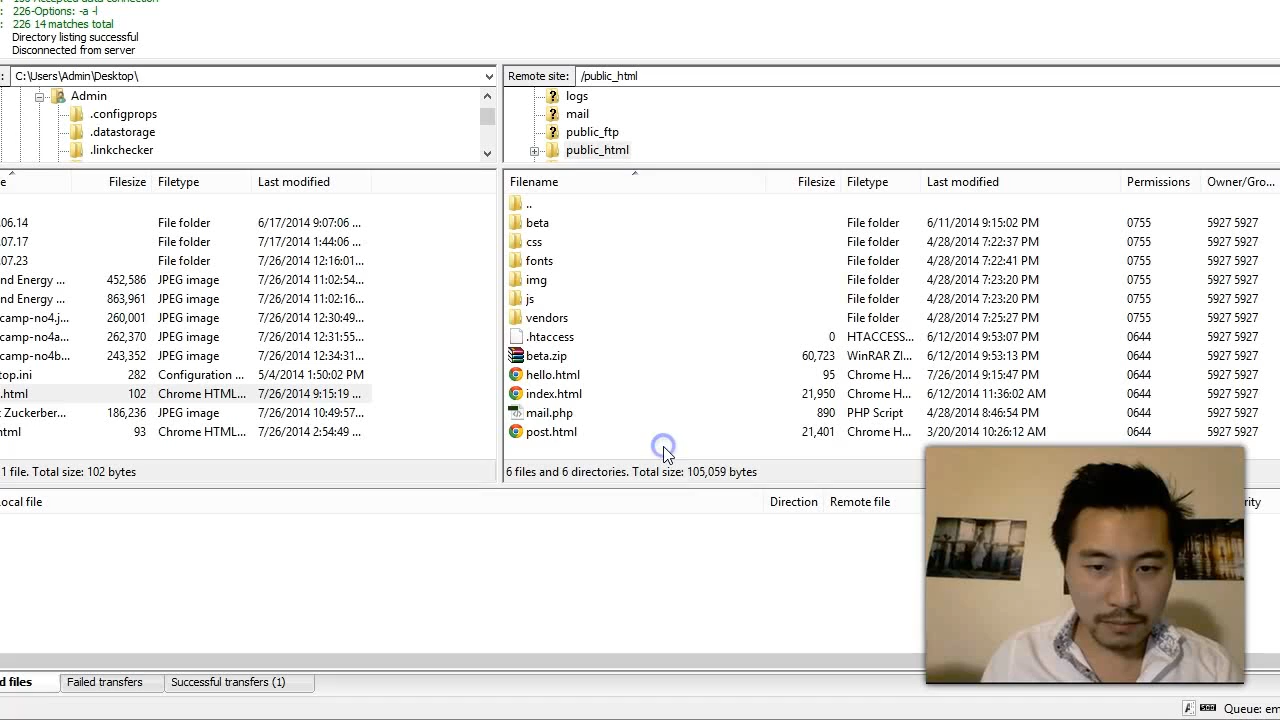 226-Options: -a -l
226 14 matches total
Directory listing successful
Disconnected from server
: C:\Users\Admin\Desktop\
Remote site: /public_html
Admin
.configprops
.datastorage
.linkchecker
logs
mail
public_ftp
public_html
e Filesize Filetype Last modified
06.14 File folder 6/17/2014 9:07:06 ...
07.17 File folder 7/17/2014 1:44:06 ...
07.23 File folder 7/26/2014 12:16:01...
nd Energy ... 452,586 JPEG image 7/26/2014 11:02:54...
nd Energy ... 863,961 JPEG image 7/26/2014 11:02:16...
camp-no4.j... 260,001 JPEG image 7/26/2014 12:30:49...
camp-no4a... 262,370 JPEG image 7/26/2014 12:31:55...
camp-no4b... 243,352 JPEG image 7/26/2014 12:34:31...
top.ini 282 Configuration ... 5/4/2014 1:50:02 PM
.html 102 Chrome HTML... 7/26/2014 9:15:19 ...
Zuckerber... 186,236 JPEG image 7/26/2014 10:49:57...
html 93 Chrome HTML... 7/26/2014 2:54:49 ...
1 file. Total size: 102 bytes
Filename Filesize Filetype Last modified Permissions Owner/Gro...
..
beta File folder 6/11/2014 9:15:02 PM 0755 5927 5927
css File folder 4/28/2014 7:22:37 PM 0755 5927 5927
fonts File folder 4/28/2014 7:22:41 PM 0755 5927 5927
img File folder 4/28/2014 7:23:20 PM 0755 5927 5927
js File folder 4/28/2014 7:23:20 PM 0755 5927 5927
vendors File folder 4/28/2014 7:25:27 PM 0755 5927 5927
.htaccess 0 HTACCESS... 6/12/2014 9:53:07 PM 0644 5927 5927
beta.zip 60,723 WinRAR ZI... 6/12/2014 9:53:13 PM 0644 5927 5927
hello.html 95 Chrome H... 7/26/2014 9:15:47 PM 0644 5927 5927
index.html 21,950 Chrome H... 6/12/2014 11:36:02 AM 0644 5927 5927
mail.php 890 PHP Script 4/28/2014 8:46:54 PM 0644 5927 5927
post.html 21,401 Chrome H... 3/20/2014 10:26:12 AM 0644 5927 5927
6 files and 6 directories. Total size: 105,059 bytes
ocal file Direction Remote file
d files Failed transfers Successful transfers (1)
Queue: em